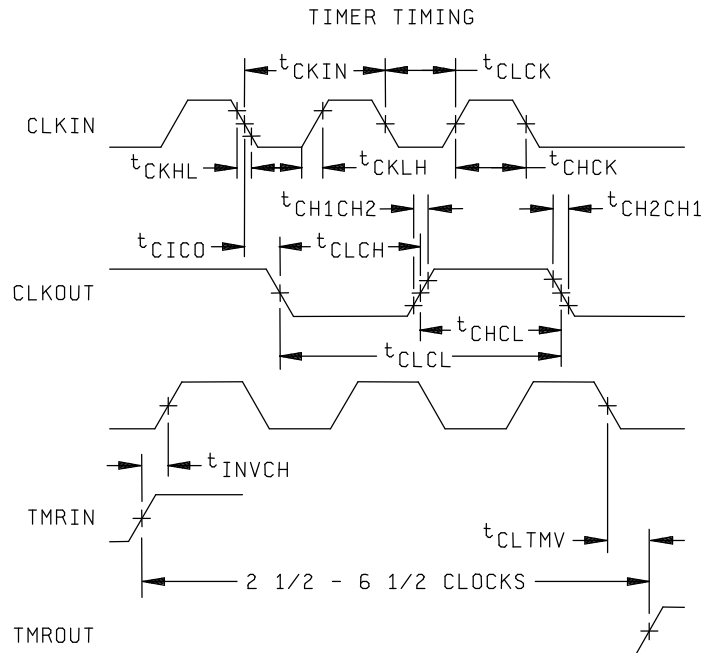 TIMER TIMING
tCKIN
tCLCK
CLKIN
tCKHL
tCKLH
tCHCK
tCH1CH2
tCH2CH1
tCICO
tCLCH
CLKOUT
tCHCL
tCLCL
tINVCH
TMRIN
tCLTMV
2 1/2 - 6 1/2 CLOCKS
TMROUT